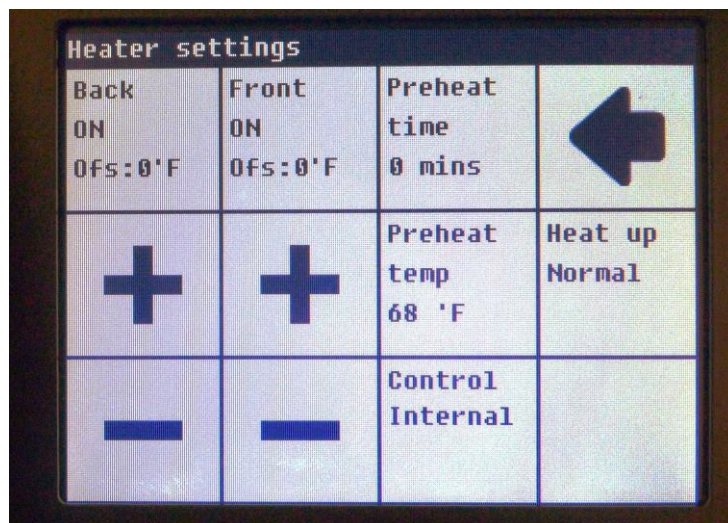 Heater settings
Back
ON
Ofs:0'F
Front
ON
Ofs:0'F
Preheat
time
0 mins
Preheat
temp
68 'F
Heat up
Normal
Control
Internal